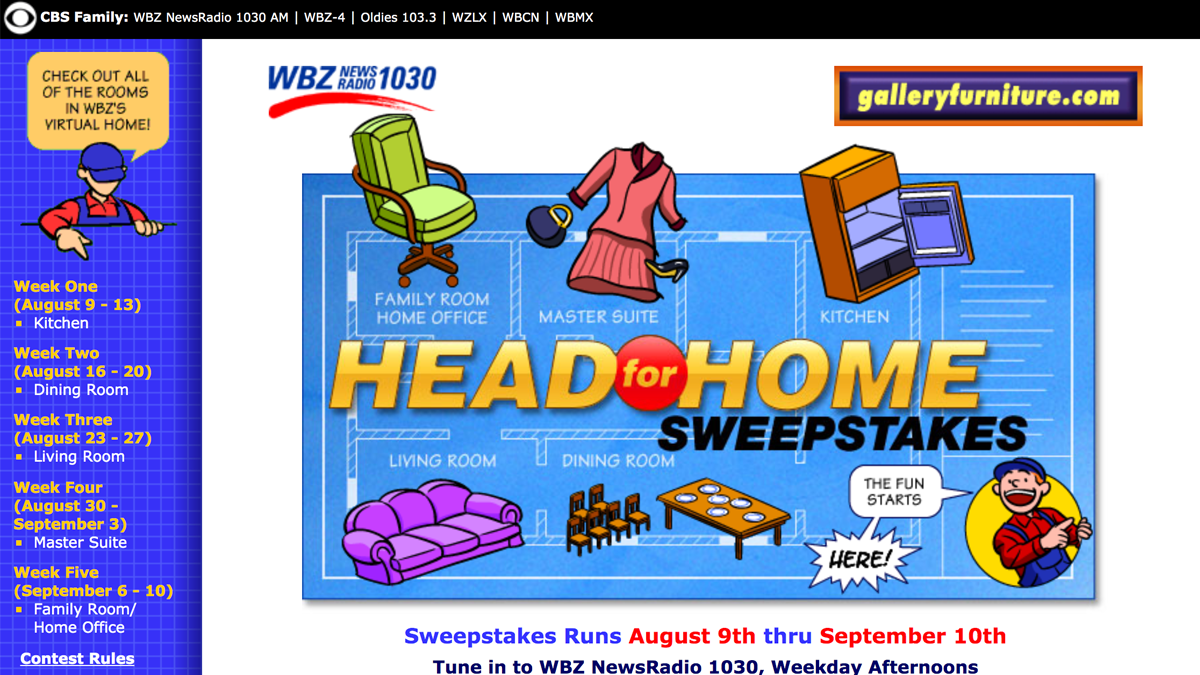 CBS Family: WBZ NewsRadio 1030 AM | WBZ-4 | Oldies 103.3 | WZLX | WBCN | WBMX
CHECK OUT ALL
OF THE ROOMS
IN WBZ'S
VIRTUAL HOME!
Week One
(August 9 - 13)
Kitchen
Week Two
(August 16 - 20)
Dining Room
Week Three
(August 23 - 27)
Living Room
Week Four
(August 30 -
September 3)
Master Suite
Week Five
(September 6 - 10)
Family Room/
Home Office
Contest Rules
WBZ NEWS RADIO 1030
galleryfurniture.com
FAMILY ROOM
HOME OFFICE
MASTER SUITE
KITCHEN
HEAD for HOME
SWEEPSTAKES
LIVING ROOM
DINING ROOM
THE FUN
STARTS
HERE!
Sweepstakes Runs August 9th thru September 10th
Tune in to WBZ NewsRadio 1030, Weekday Afternoons